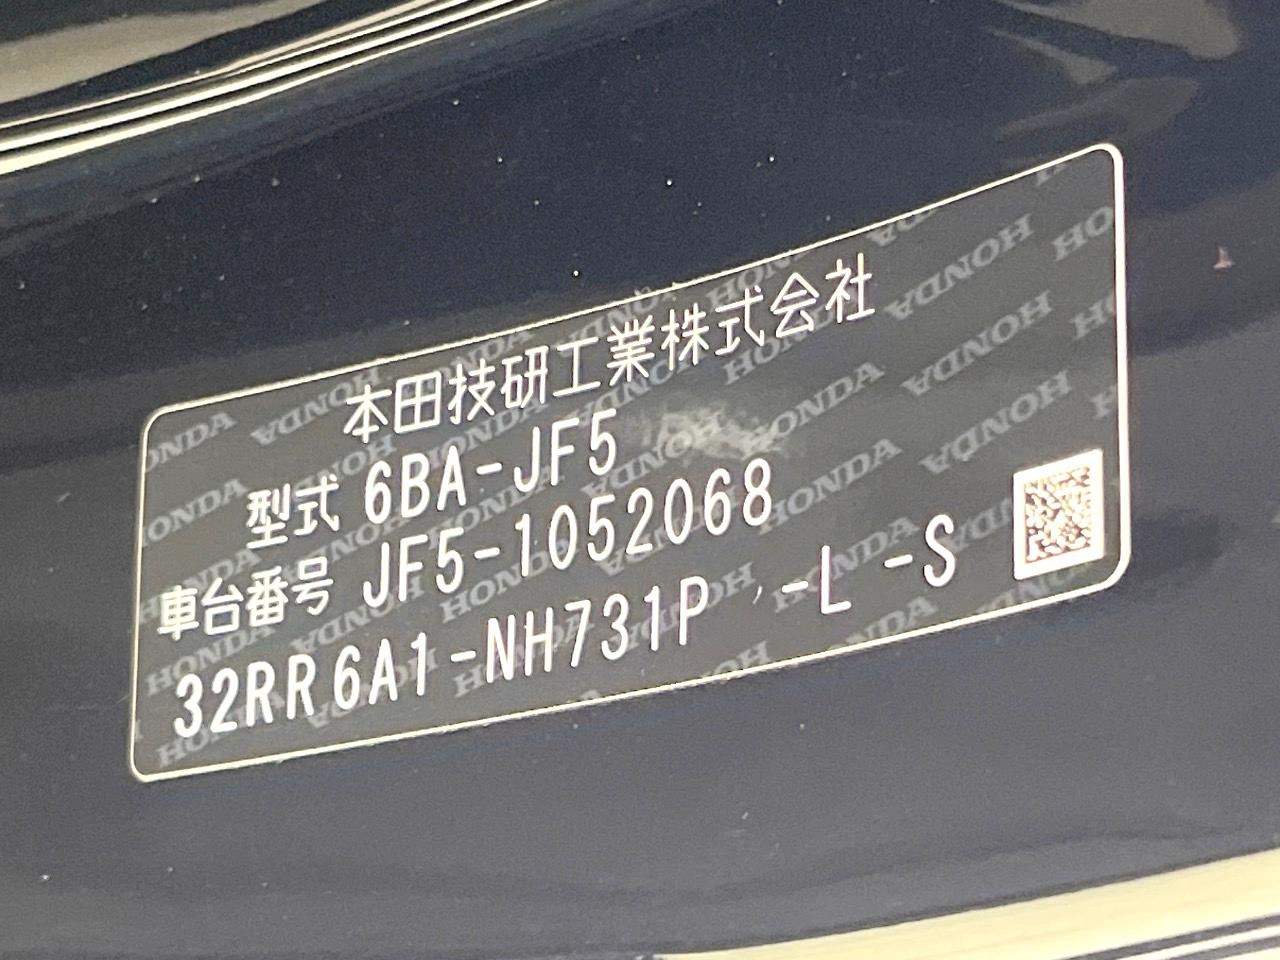 本田技研工業株式会社
型式 6BA-JF5
車台番号 JF5-1052068
32RR6A1-NH731P -L -S